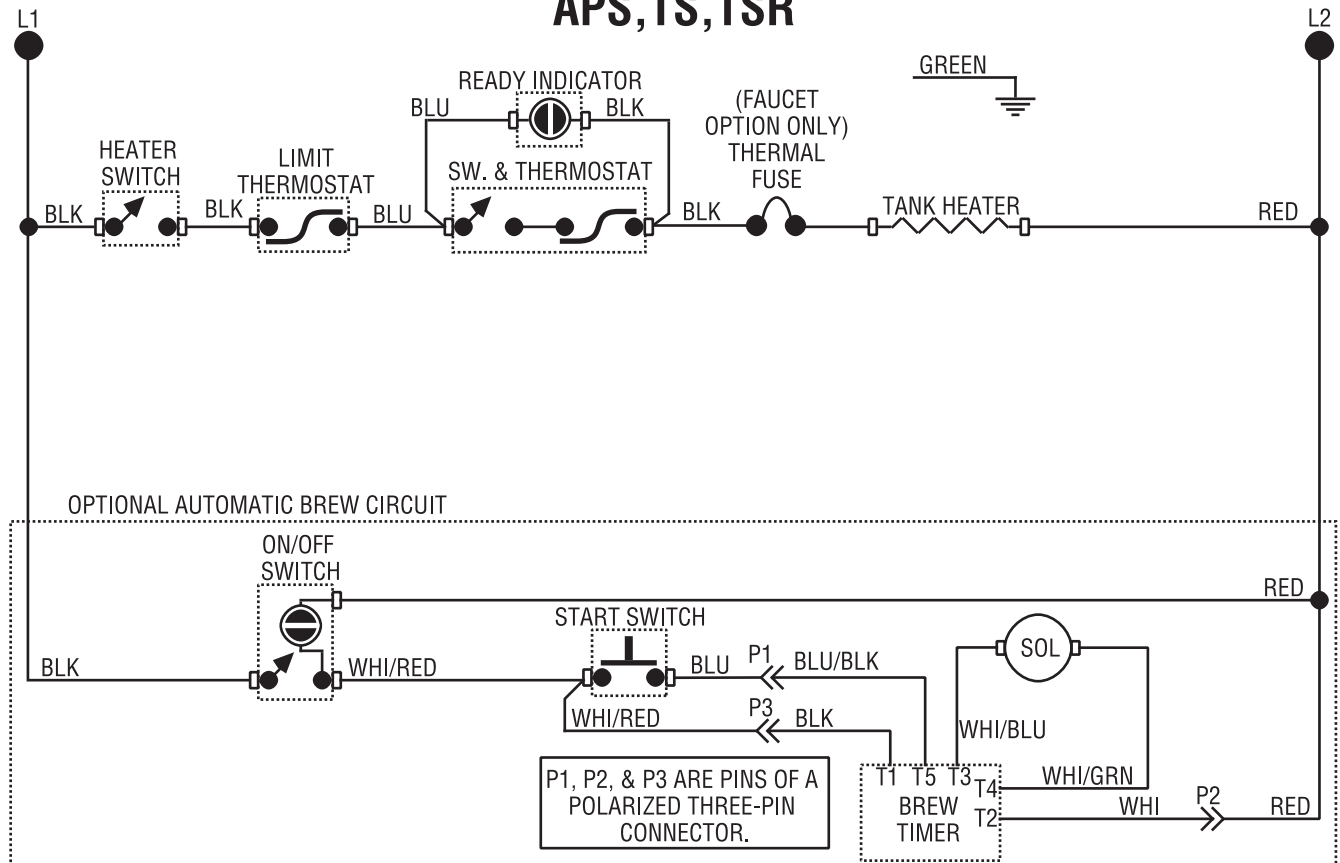 APS,TS,TSR
L1
L2
READY INDICATOR
GREEN
BLU
BLK
(FAUCET
OPTION ONLY)
THERMAL
FUSE
HEATER
SWITCH
LIMIT
THERMOSTAT
SW. & THERMOSTAT
BLK
BLK
BLU
BLK
TANK HEATER
RED
OPTIONAL AUTOMATIC BREW CIRCUIT
ON/OFF
SWITCH
RED
START SWITCH
SOL
BLK
WHI/RED
BLU
P1
BLU/BLK
WHI/RED
P3
BLK
WHI/BLU
P1, P2, & P3 ARE PINS OF A
POLARIZED THREE-PIN
CONNECTOR.
T1 T5 T3
T4
WHI/GRN
BREW
TIMER
T2
WHI
P2
RED